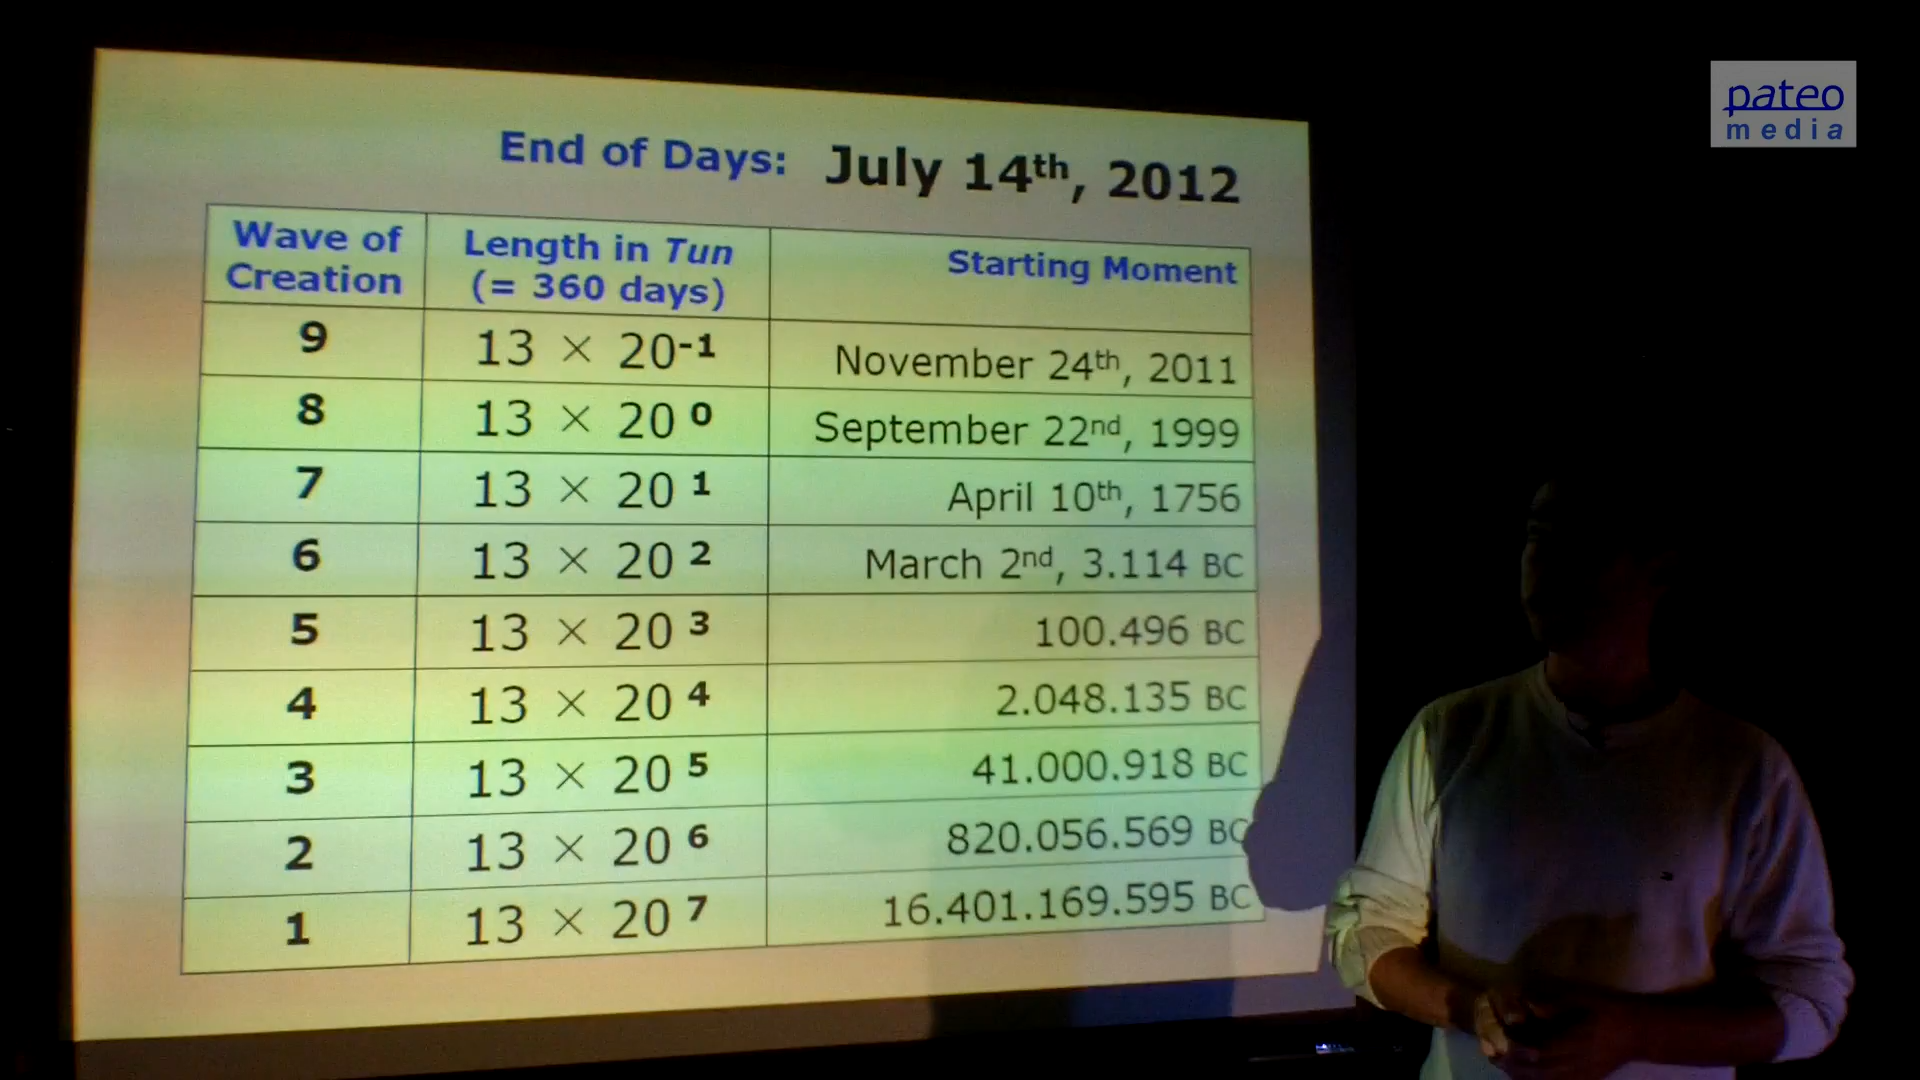 pateo
media
End of Days: July 14th, 2012
Wave of Creation Length in Tun (= 360 days) Starting Moment
9 13 × 20-1 November 24th, 2011
8 13 × 20 0 September 22nd, 1999
7 13 × 20 1 April 10th, 1756
6 13 × 20 2 March 2nd, 3.114 BC
5 13 × 20 3 100.496 BC
4 13 × 20 4 2.048.135 BC
3 13 × 20 5 41.000.918 BC
2 13 × 20 6 820.056.569 BC
1 13 × 20 7 16.401.169.595 BC